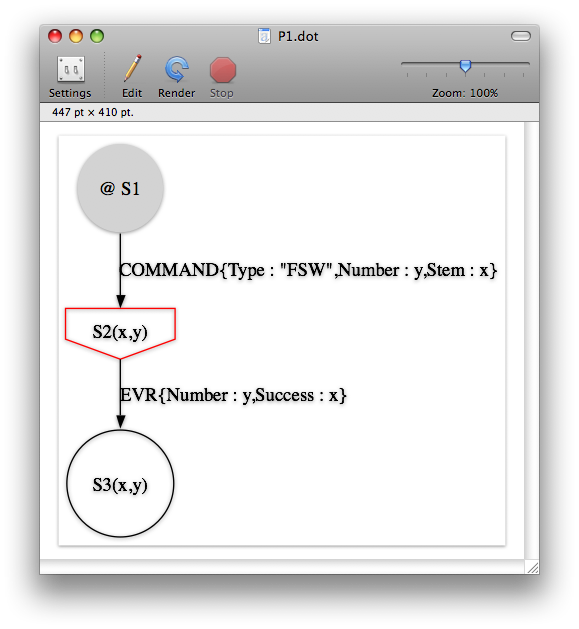 P1.dot
Settings Edit Render Stop Zoom: 100%
447 pt × 410 pt.
@ S1
COMMAND{Type : "FSW",Number : y,Stem : x}
S2(x,y)
EVR{Number : y,Success : x}
S3(x,y)